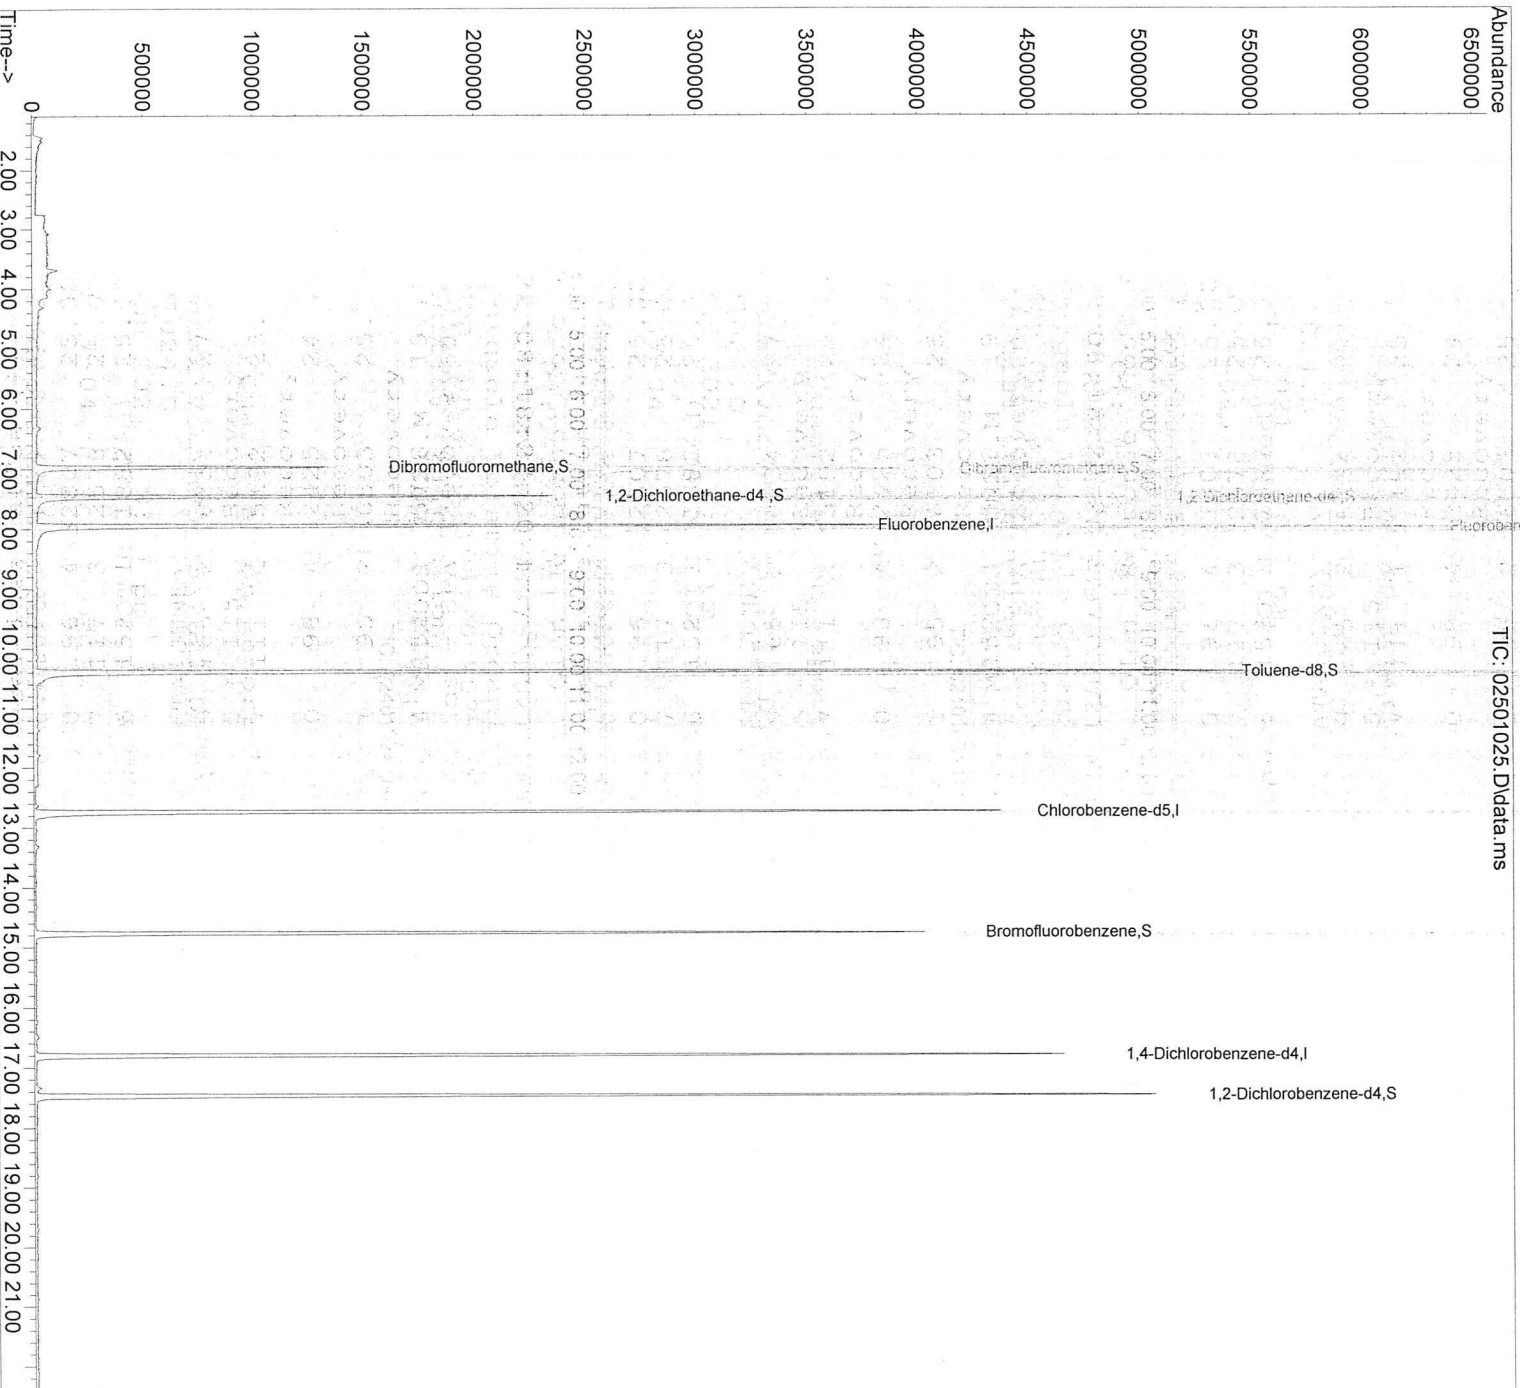 Abundance
TIC: 02501025.D\data.ms
6500000
6000000
5500000
5000000
4500000
4000000
3500000
3000000
2500000
2000000
1500000
1000000
500000
0
Dibromofluoromethane,S
1,2-Dichloroethane-d4 ,S
Fluorobenzene,I
Toluene-d8,S
Chlorobenzene-d5,I
Bromofluorobenzene,S
1,4-Dichlorobenzene-d4,I
1,2-Dichlorobenzene-d4,S
Time--> 2.00 3.00 4.00 5.00 6.00 7.00 8.00 9.00 10.00 11.00 12.00 13.00 14.00 15.00 16.00 17.00 18.00 19.00 20.00 21.00